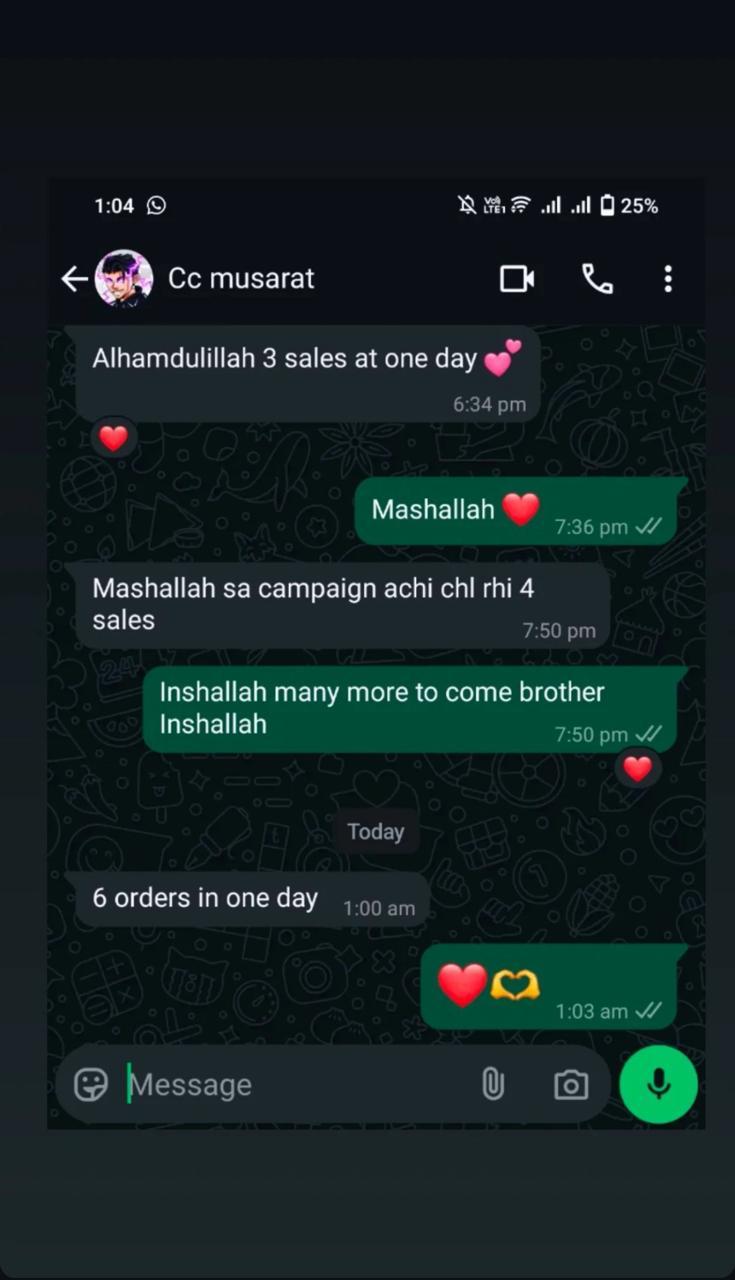 1:04
Vo)) LTE1
25%
Cc musarat
Alhamdulillah 3 sales at one day 💕
6:34 pm
❤️
Mashallah ❤️
7:36 pm
Mashallah sa campaign achi chl rhi 4
sales
7:50 pm
Inshallah many more to come brother
Inshallah
7:50 pm
❤️
Today
6 orders in one day
1:00 am
❤️🫶
1:03 am
Message